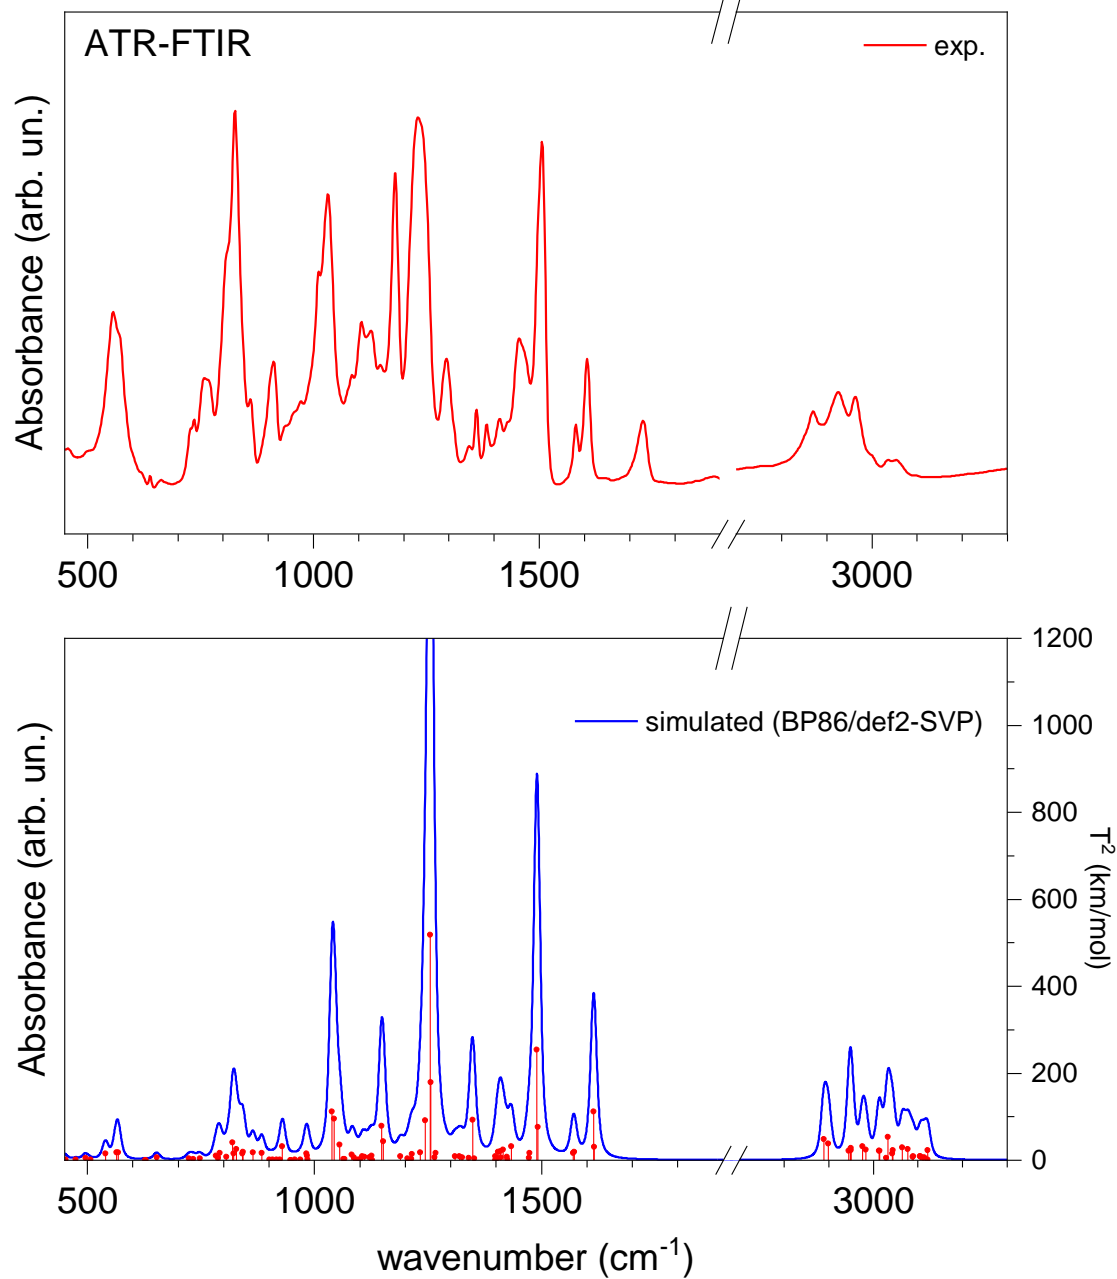 ATR-FTIR
exp.
Absorbance (arb. un.)
500
1000
1500
3000
simulated (BP86/def2-SVP)
Absorbance (arb. un.)
1200
1000
800
600
400
200
0
T² (km/mol)
500
1000
1500
3000
wavenumber (cm⁻¹)